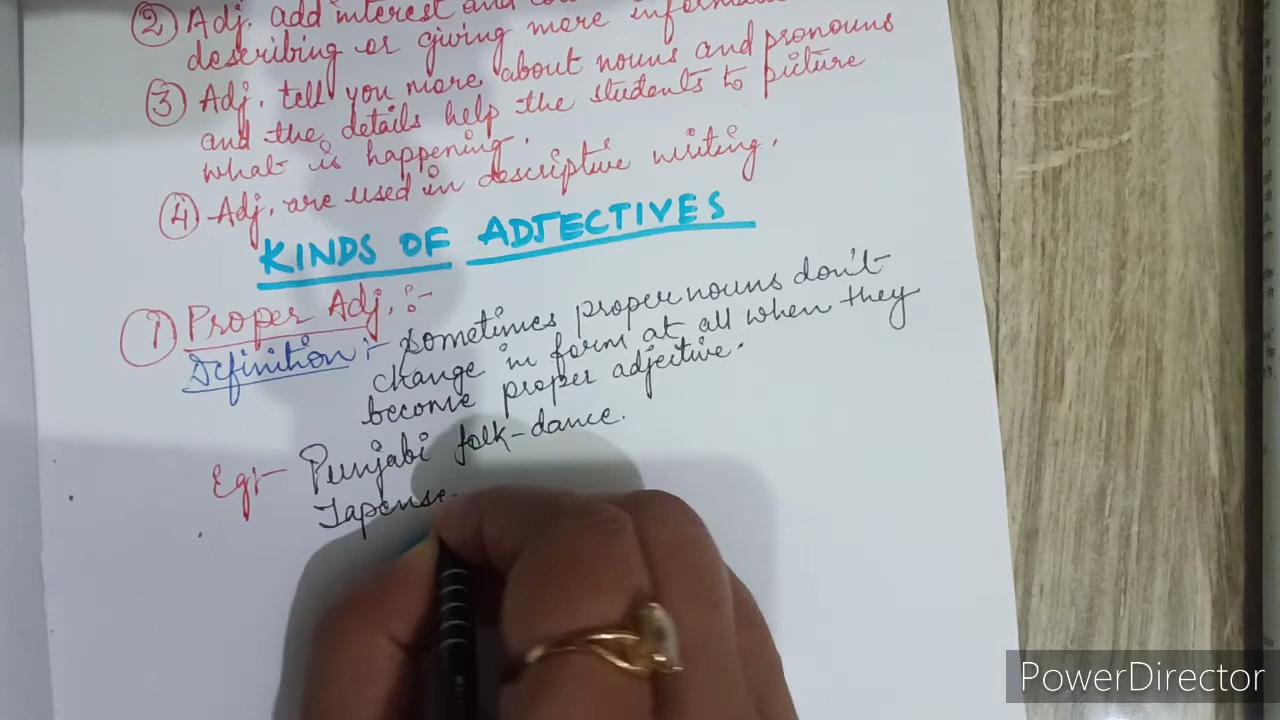 ② Adj. add interest and
describing or giving more
③ Adj. tell you more about nouns and pronouns
and the details help the students to picture
what is happening.
④ Adj. are used in descriptive writing.
KINDS OF ADJECTIVES
① Proper Adj. :-
Definition :- Sometimes proper nouns don't
change in form at all when they
become proper adjective.
Eg:- Punjabi folk-dance.
Japense
PowerDirector